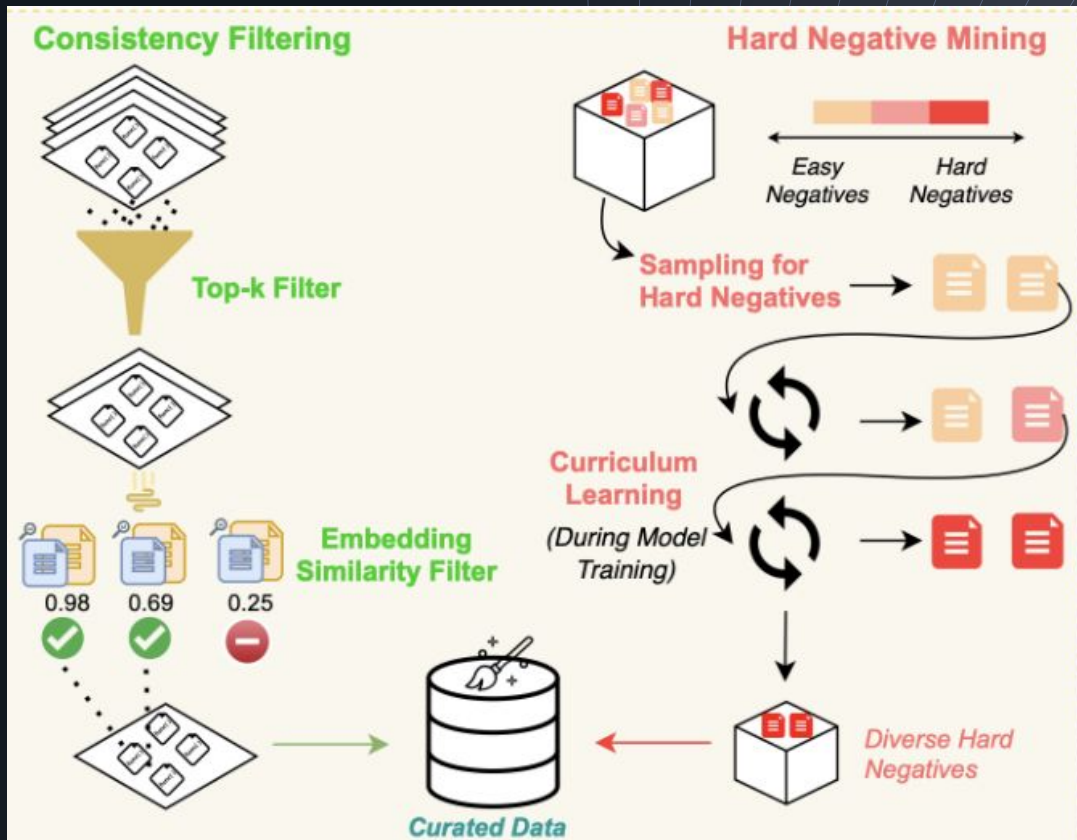 Consistency Filtering
Top-k Filter
Embedding
Similarity Filter
0.98
0.69
0.25
Hard Negative Mining
Easy
Negatives
Hard
Negatives
Sampling for
Hard Negatives
Curriculum
Learning
(During Model
Training)
Diverse Hard
Negatives
Curated Data